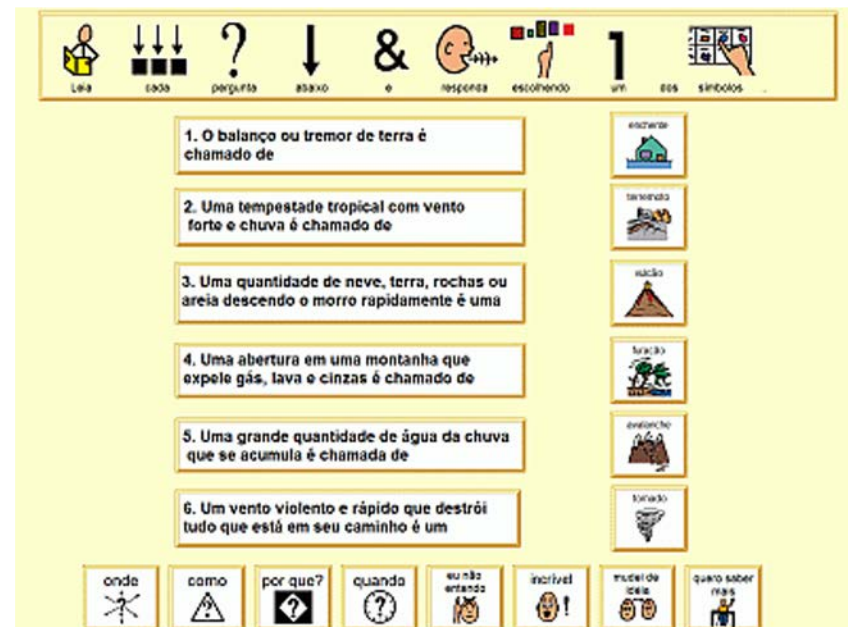 Leia cada pergunta abaixo e responda escolhendo um dos símbolos .
1. O balanço ou tremor de terra é
chamado de
enchente
2. Uma tempestade tropical com vento
forte e chuva é chamado de
terremoto
3. Uma quantidade de neve, terra, rochas ou
areia descendo o morro rapidamente é uma
vulcão
4. Uma abertura em uma montanha que
expele gás, lava e cinzas é chamado de
furacão
5. Uma grande quantidade de água da chuva
que se acumula é chamada de
avalanche
6. Um vento violento e rápido que destrói
tudo que está em seu caminho é um
tornado
onde
como
por que?
quando
eu não
entendo
incrível
mudei de
ideia
quero saber
mais